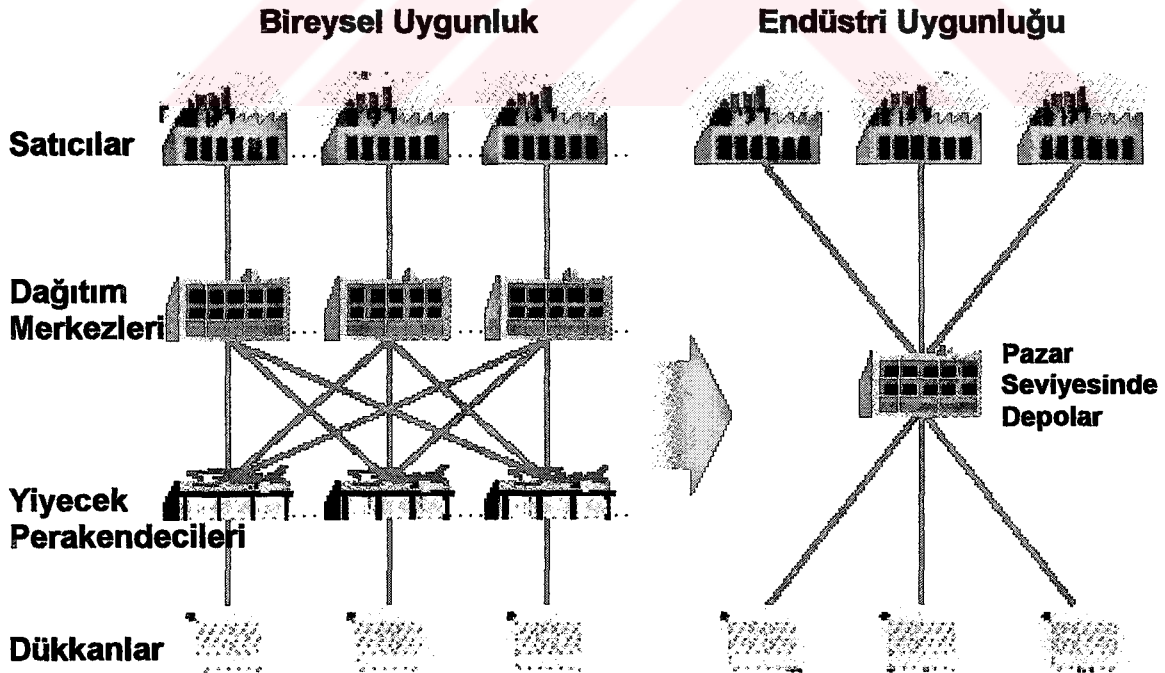 Bireysel Uygunluk
Endüstri Uygunluğu
Satıcılar
Dağıtım
Merkezleri
Pazar
Seviyesinde
Depolar
Yiyecek
Perakendecileri
Dükkanlar